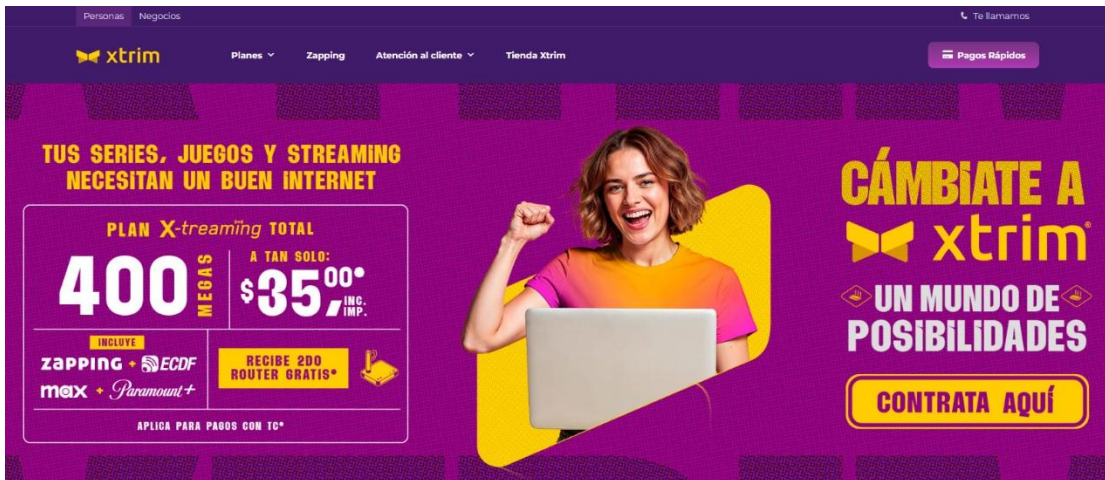 Personas Negocios
Te llamamos
xtrim
Planes Zapping Atención al cliente Tienda Xtrim
Pagos Rápidos
TUS SERIES, JUEGOS Y STREAMING
NECESITAN UN BUEN INTERNET
PLAN X-treaming TOTAL
400 MEGAS
A TAN SOLO:
$35,00* INC. IMP.
INCLUYE
zapping + ECDF
max + Paramount+
RECIBE 2DO
ROUTER GRATIS*
APLICA PARA PAGOS CON TC*
CÁMBIATE A
xtrim®
UN MUNDO DE
POSIBILIDADES
CONTRATA AQUÍ